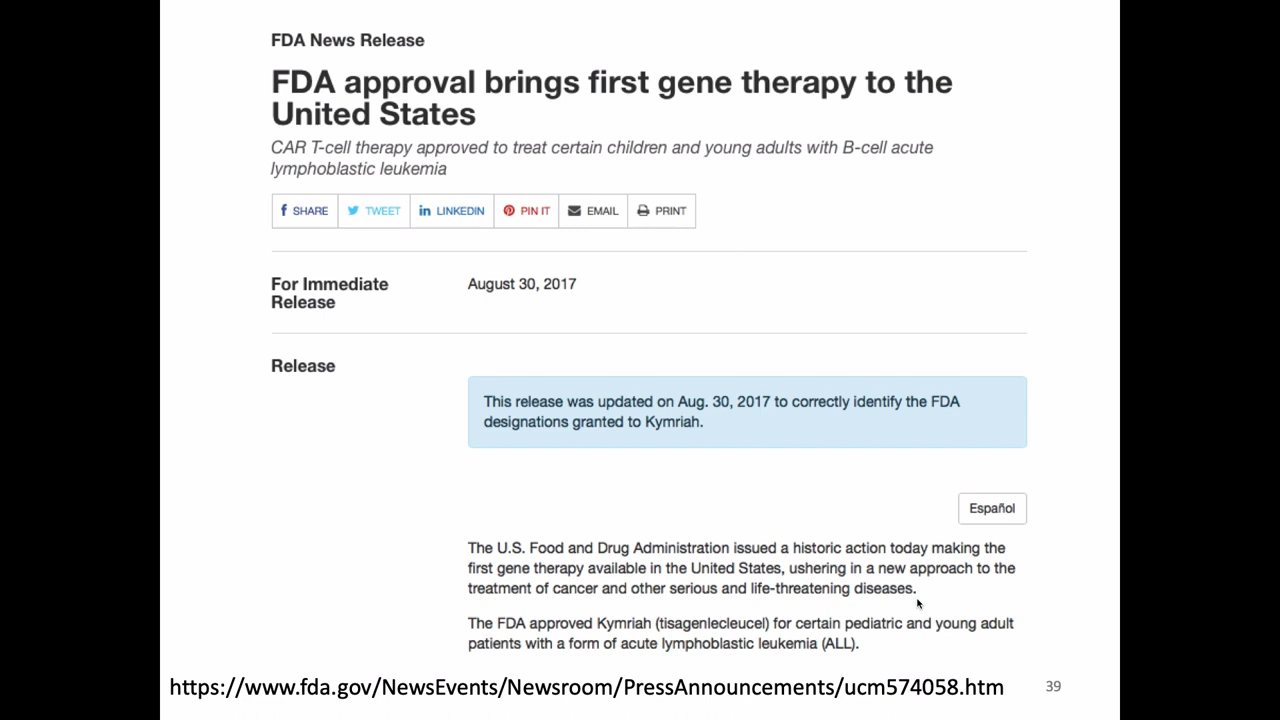 FDA News Release
FDA approval brings first gene therapy to the
United States
CAR T-cell therapy approved to treat certain children and young adults with B-cell acute
lymphoblastic leukemia
f SHARE TWEET in LINKEDIN PIN IT EMAIL PRINT
For Immediate
Release
August 30, 2017
Release
This release was updated on Aug. 30, 2017 to correctly identify the FDA
designations granted to Kymriah.
Español
The U.S. Food and Drug Administration issued a historic action today making the
first gene therapy available in the United States, ushering in a new approach to the
treatment of cancer and other serious and life-threatening diseases.
The FDA approved Kymriah (tisagenlecleucel) for certain pediatric and young adult
patients with a form of acute lymphoblastic leukemia (ALL).
https://www.fda.gov/NewsEvents/Newsroom/PressAnnouncements/ucm574058.htm
39